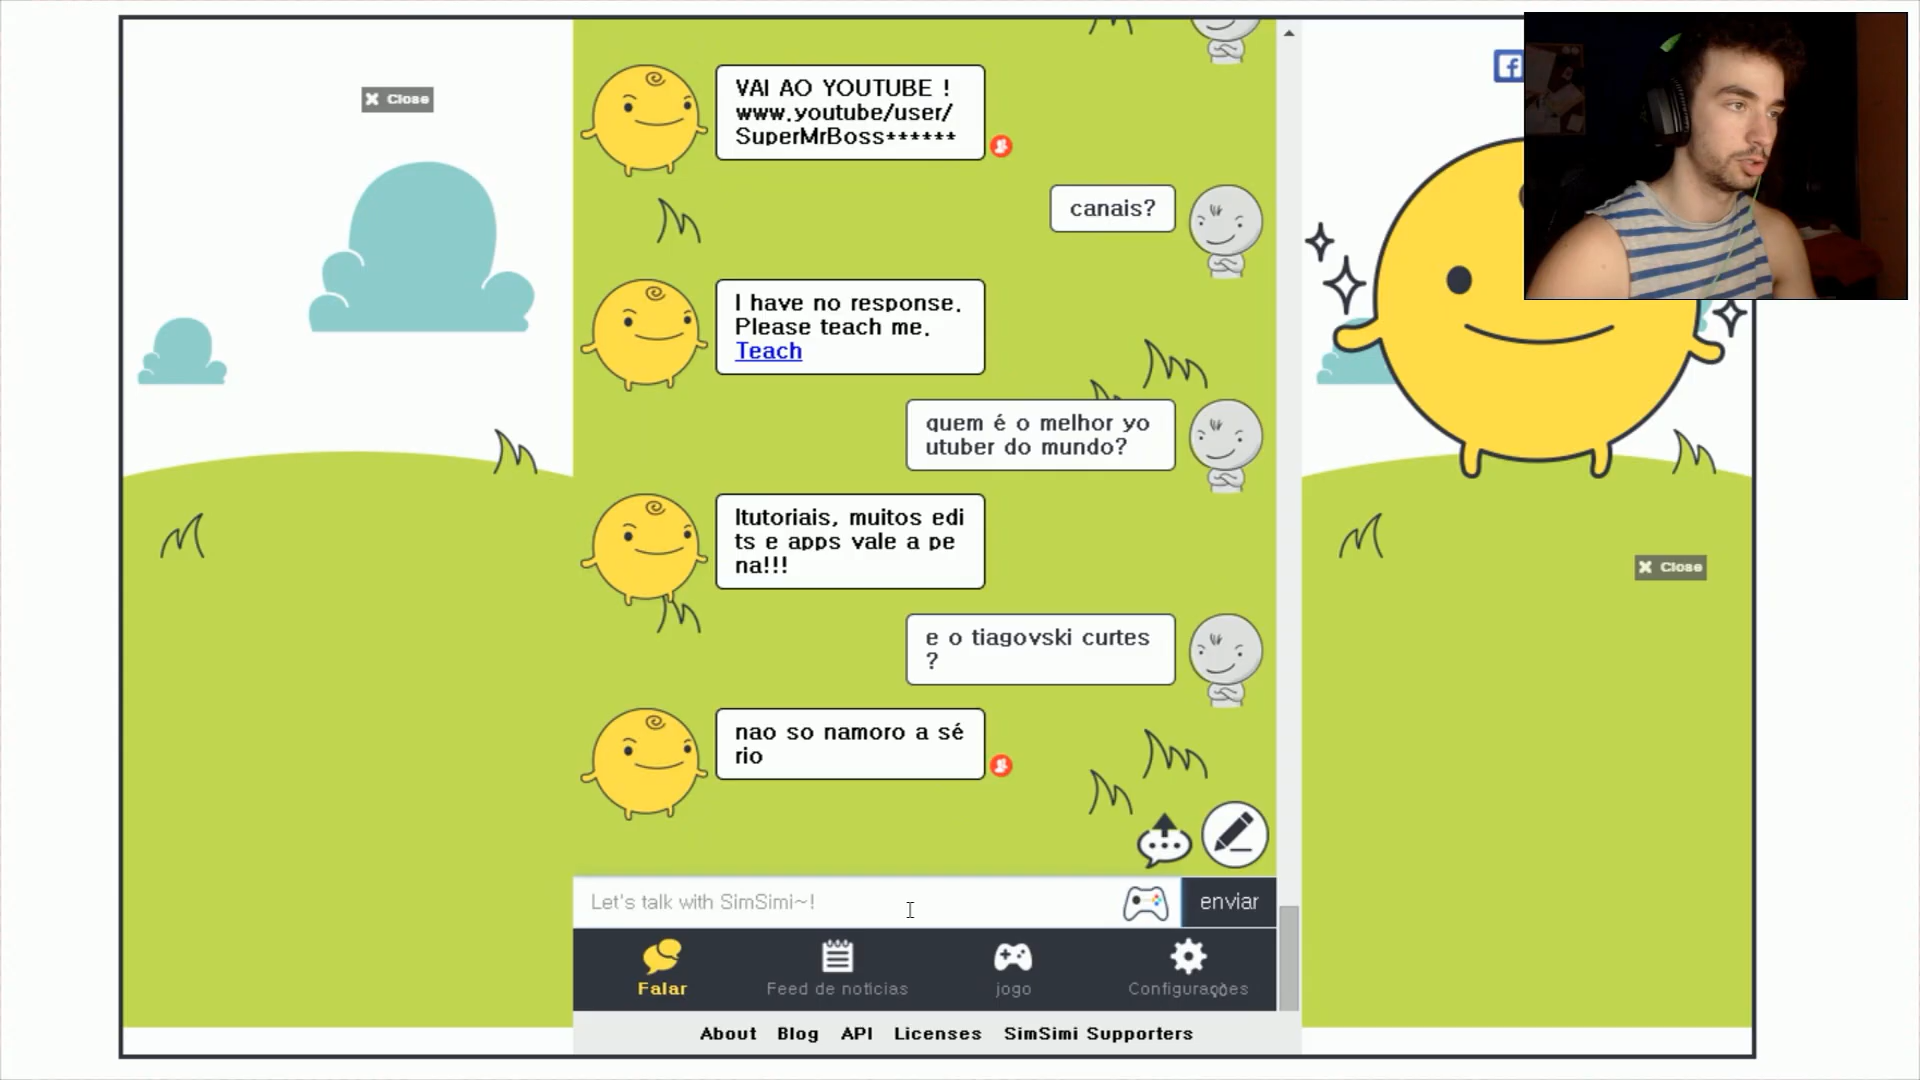 Close
VAI AO YOUTUBE !
www.youtube/user/
SuperMrBoss******
canais?
I have no response.
Please teach me.
Teach
quem é o melhor yo
utuber do mundo?
Itutoriais, muitos edi
ts e apps vale a pe
na!!!
Close
e o tiagovski curtes
?
nao so namoro a sé
rio
Let's talk with SimSimi~!
enviar
Falar
Feed de notícias
jogo
Configurações
About Blog API Licenses SimSimi Supporters